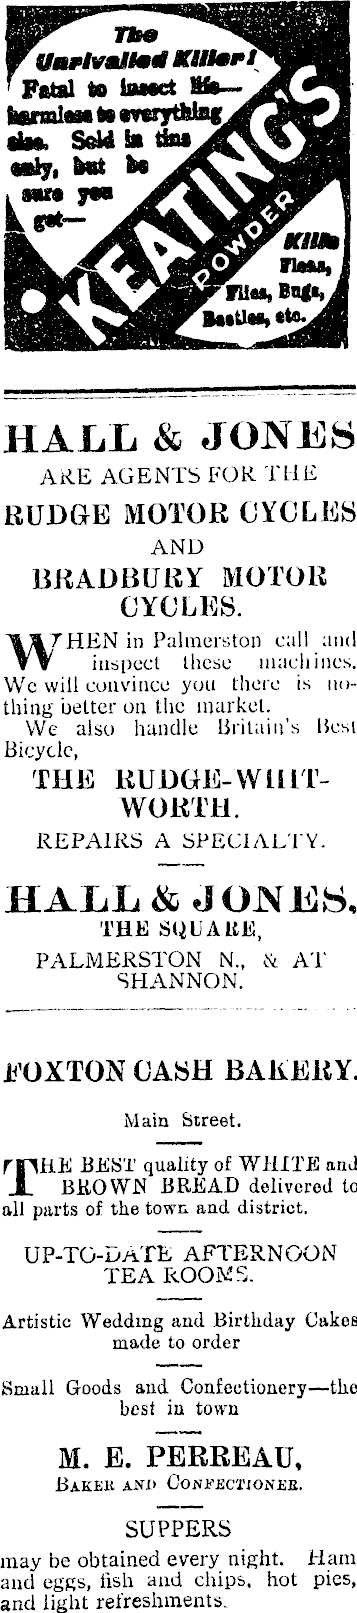 The
Unrivalled Killer!
Fatal to insect life—
harmless to everything
else. Sold in tins
only, but be
sure you
get—
KEATING'S
POWDER
Kills
Fleas,
Flies, Bugs,
Beetles, etc.
HALL & JONES
ARE AGENTS FOR THE
RUDGE MOTOR CYCLES
AND
BRADBURY MOTOR
CYCLES.
WHEN in Palmerston call and
inspect these machines.
We will convince you there is no-
thing better on the market.
We also handle Britain's Best
Bicycle,
THE RUDGE-WHIT-
WORTH.
REPAIRS A SPECIALTY.
HALL & JONES,
THE SQUARE,
PALMERSTON N., & AT
SHANNON.
FOXTON CASH BAKERY.
Main Street.
THE BEST quality of WHITE and
BROWN BREAD delivered to
all parts of the town and district.
UP-TO-DATE AFTERNOON
TEA ROOMS.
Artistic Wedding and Birthday Cakes
made to order
Small Goods and Confectionery—the
best in town
M. E. PERREAU,
BAKER AND CONFECTIONER.
SUPPERS
may be obtained every night. Ham
and eggs, fish and chips, hot pies,
and light refreshments.